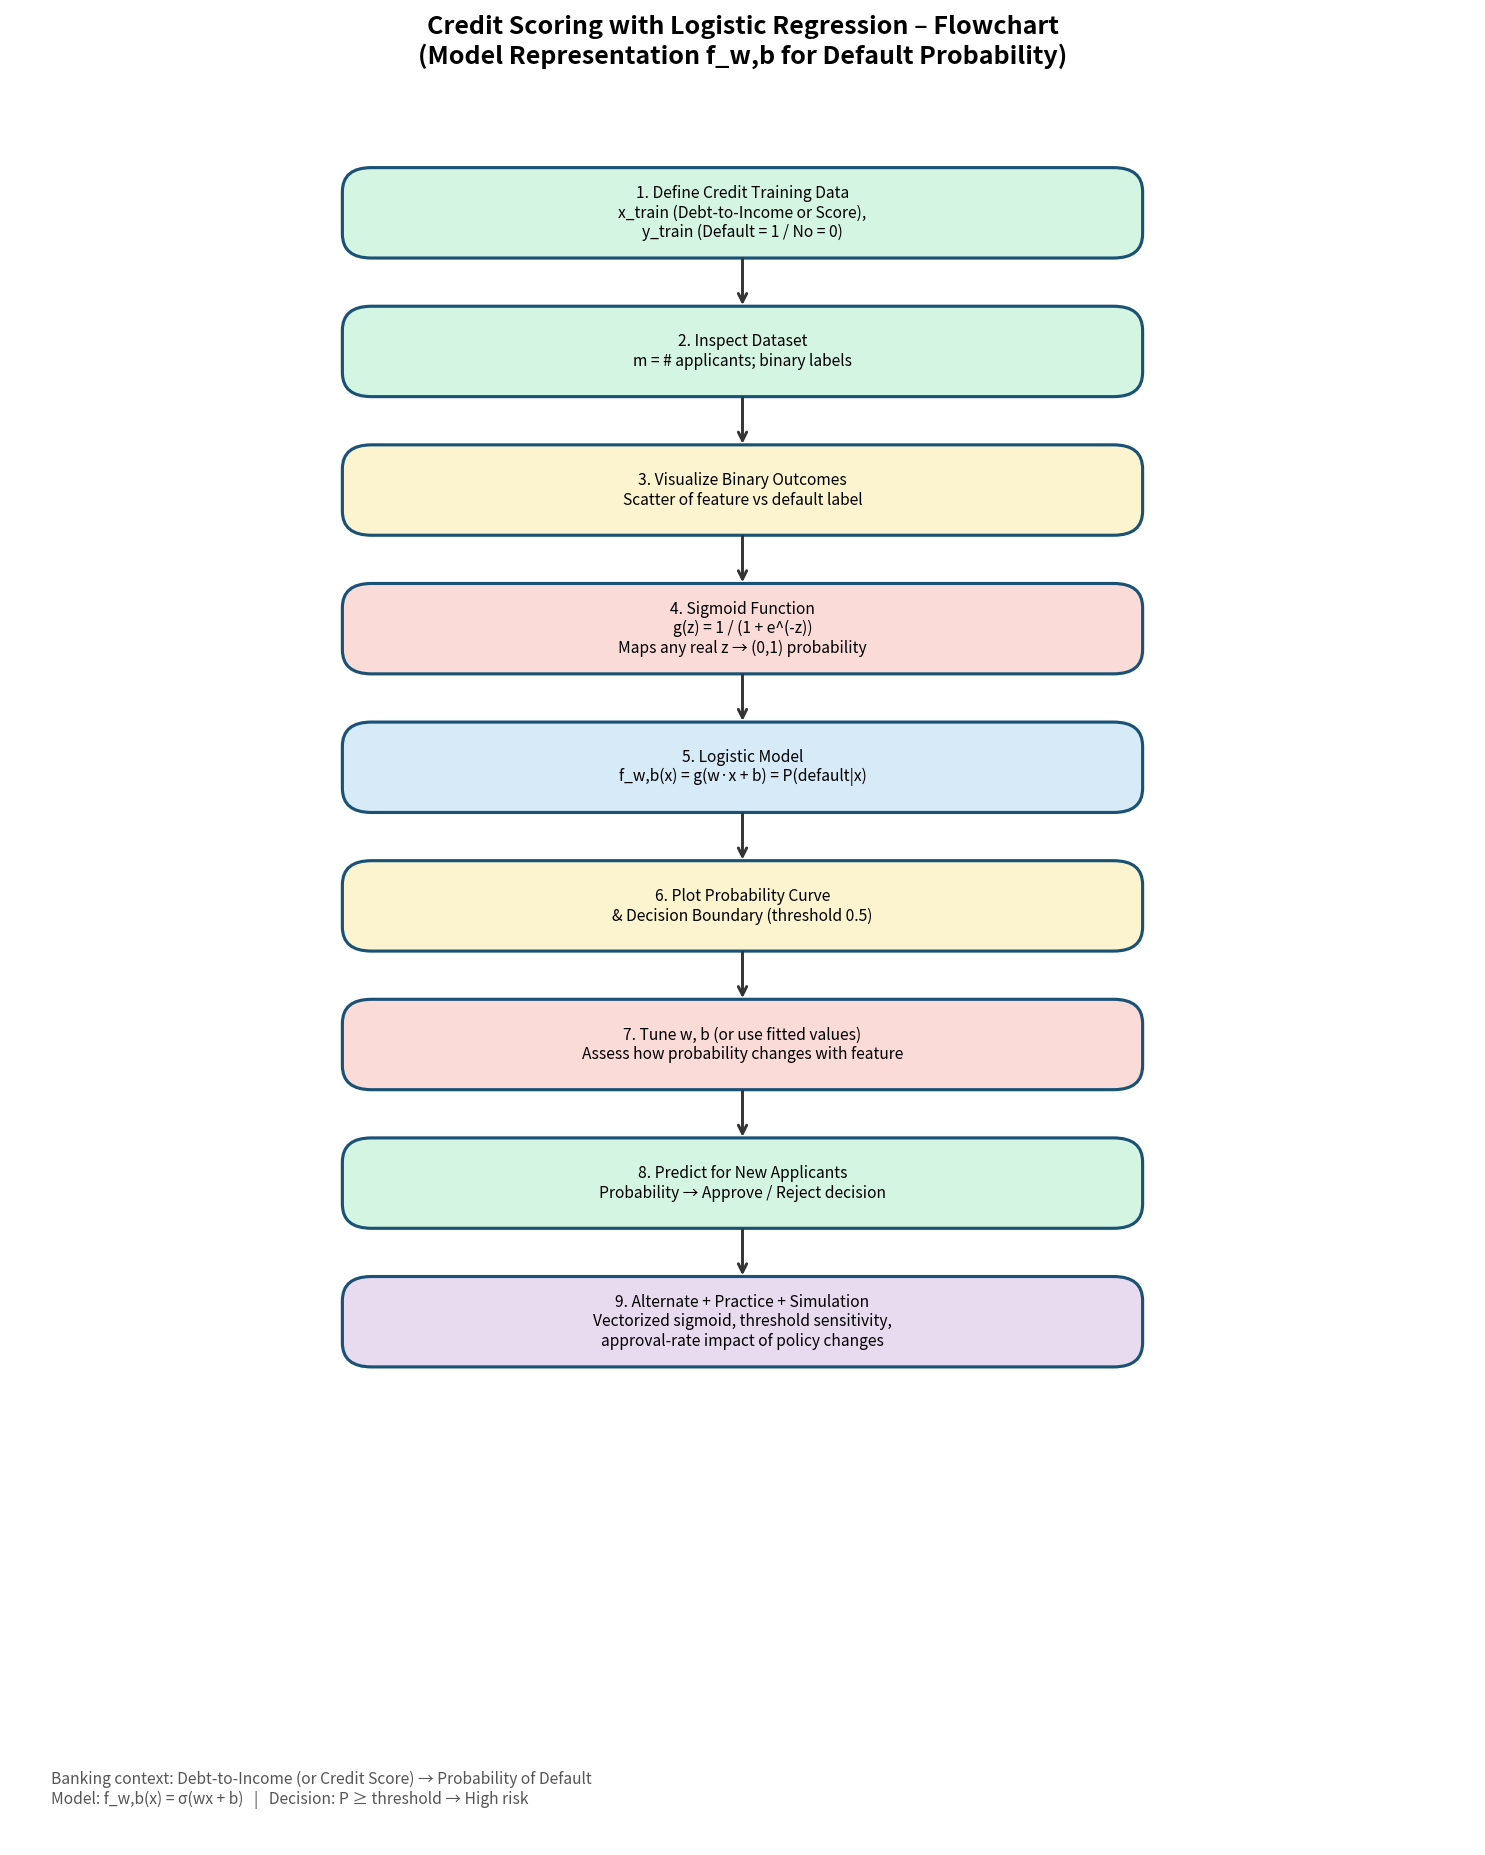 Credit Scoring with Logistic Regression – Flowchart
(Model Representation f_w,b for Default Probability)
1. Define Credit Training Data
x_train (Debt-to-Income or Score),
y_train (Default = 1 / No = 0)
2. Inspect Dataset
m = # applicants; binary labels
3. Visualize Binary Outcomes
Scatter of feature vs default label
4. Sigmoid Function
g(z) = 1 / (1 + e^(-z))
Maps any real z → (0,1) probability
5. Logistic Model
f_w,b(x) = g(w·x + b) = P(default|x)
6. Plot Probability Curve
& Decision Boundary (threshold 0.5)
7. Tune w, b (or use fitted values)
Assess how probability changes with feature
8. Predict for New Applicants
Probability → Approve / Reject decision
9. Alternate + Practice + Simulation
Vectorized sigmoid, threshold sensitivity,
approval-rate impact of policy changes
Banking context: Debt-to-Income (or Credit Score) → Probability of Default
Model: f_w,b(x) = σ(wx + b)  |  Decision: P ≥ threshold → High risk